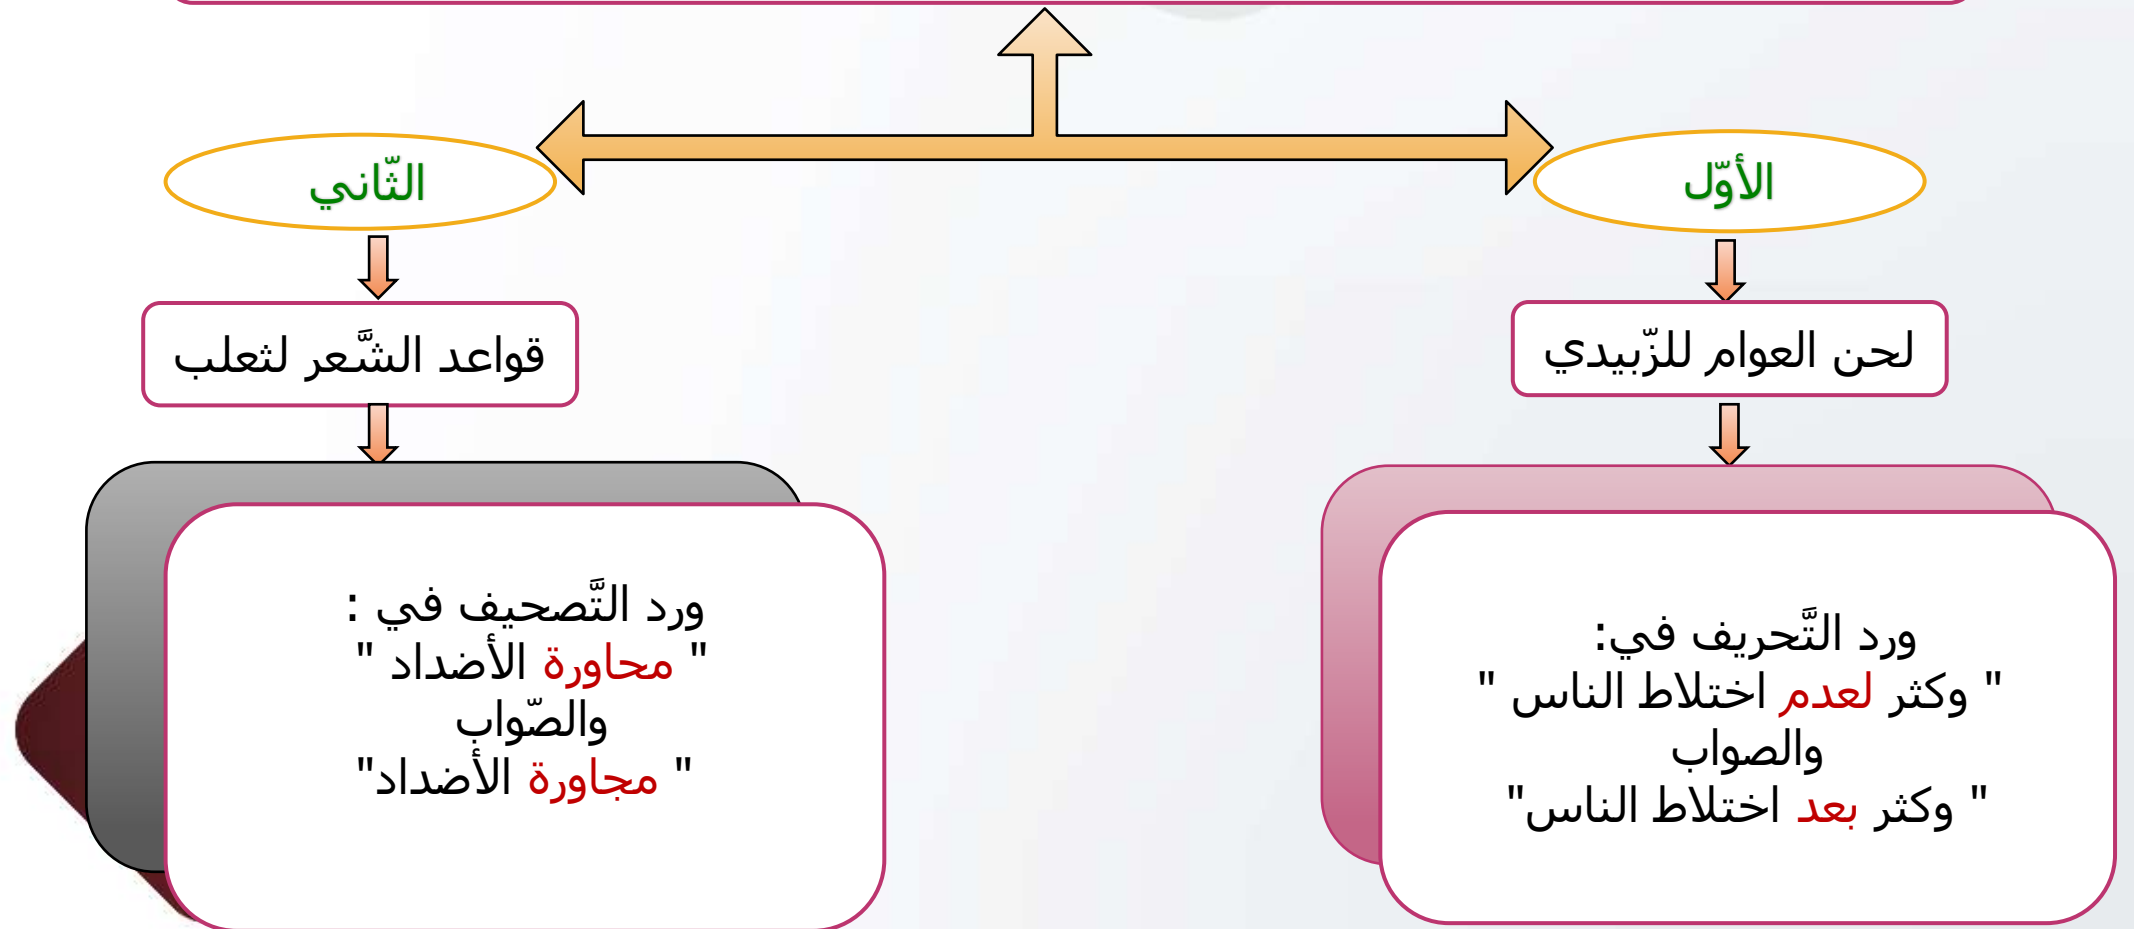 الأوّل
لحن العوام للزّبيدي
ورد التَّحريف في:
" وكثر لعدم اختلاط الناس "
والصواب
" وكثر بعد اختلاط الناس"
الثّاني
قواعد الشَّعر لثعلب
ورد التَّصحيف في :
" محاورة الأضداد "
والصّواب
" مجاورة الأضداد"